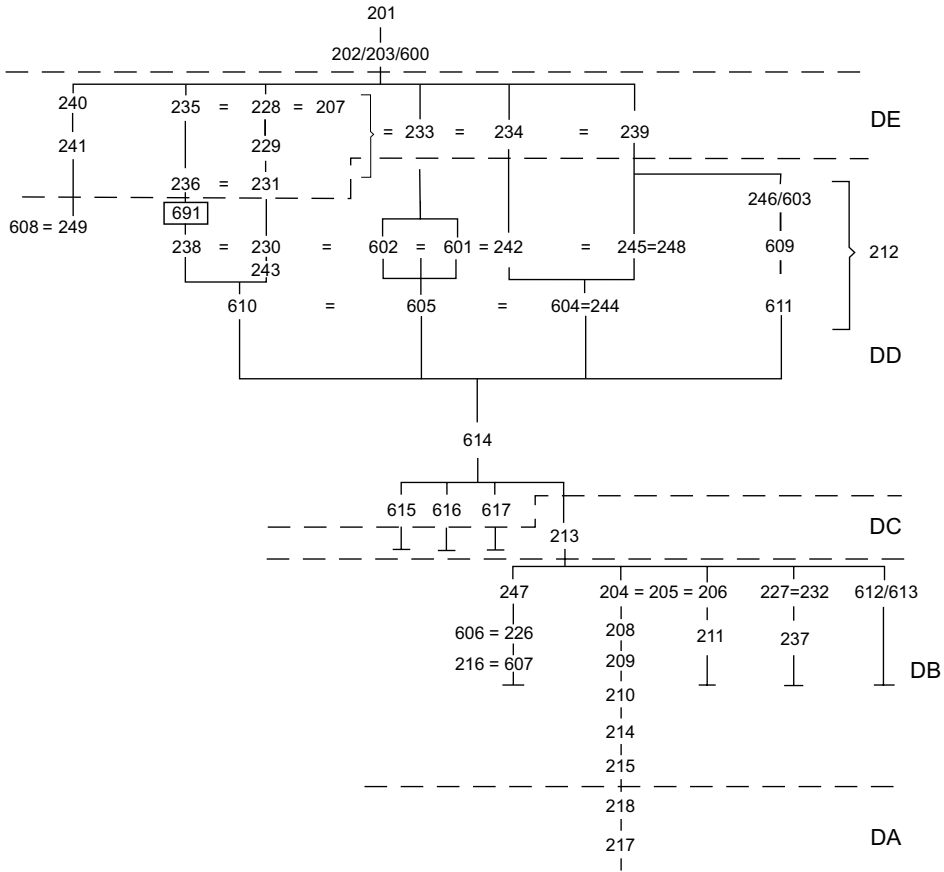 201
202/203/600
240 235 = 228 = 207
DE
241 229 = 233 = 234 = 239
236 = 231
246/603
691
608 = 249
238 = 230 = 602 = 601 = 242 = 245=248 609 212
243
610 = 605 = 604=244 611
DD
614
615 616 617
DC
213
247 204 = 205 = 206 227=232 612/613
606 = 226 208 211 237
216 = 607 209
DB
210
214
215
218
DA
217